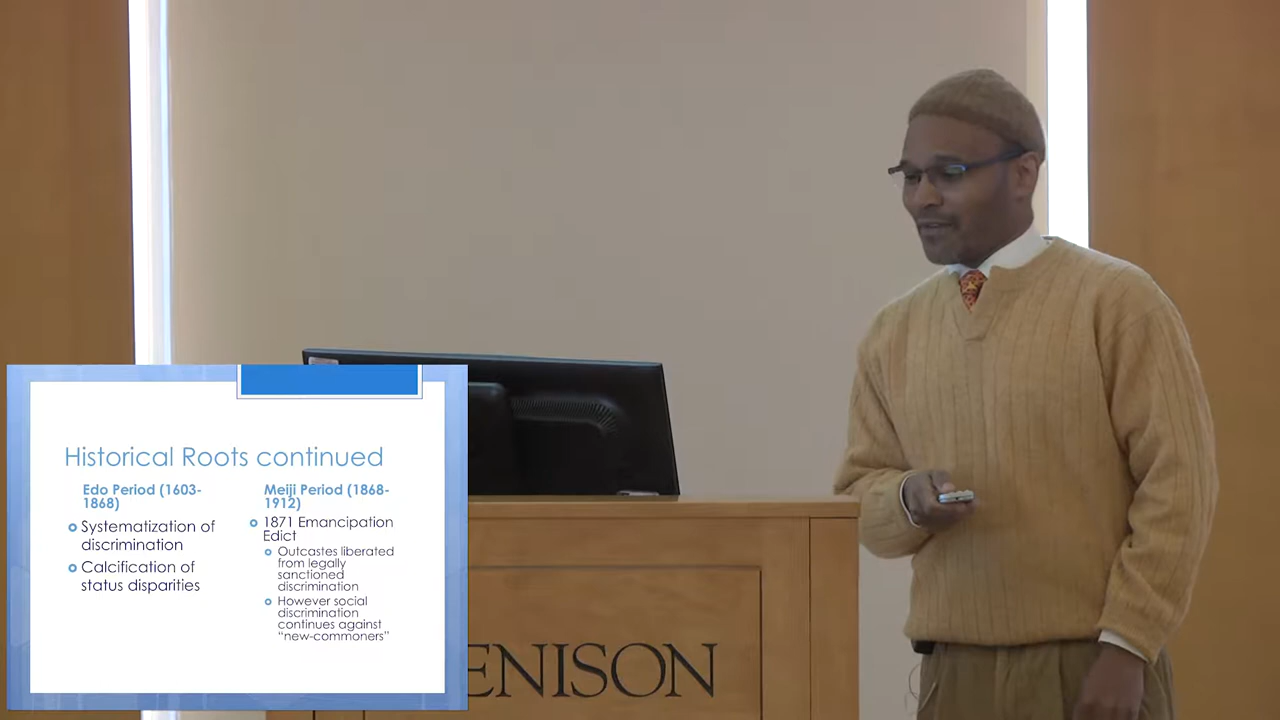 Historical Roots continued
Edo Period (1603-
1868)
Systematization of
discrimination
Calcification of
status disparities
Meiji Period (1868-
1912)
1871 Emancipation
Edict
Outcastes liberated
from legally
sanctioned
discrimination
However social
discrimination
continues against
“new-commoners”
ENISON